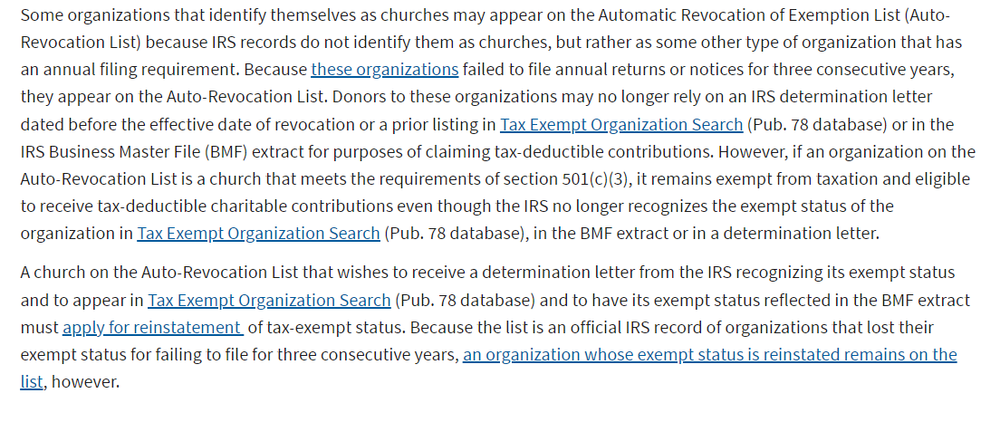 Some organizations that identify themselves as churches may appear on the Automatic Revocation of Exemption List (Auto-
Revocation List) because IRS records do not identify them as churches, but rather as some other type of organization that has
an annual filing requirement. Because these organizations failed to file annual returns or notices for three consecutive years,
they appear on the Auto-Revocation List. Donors to these organizations may no longer rely on an IRS determination letter
dated before the effective date of revocation or a prior listing in Tax Exempt Organization Search (Pub. 78 database) or in the
IRS Business Master File (BMF) extract for purposes of claiming tax-deductible contributions. However, if an organization on the
Auto-Revocation List is a church that meets the requirements of section 501(c)(3), it remains exempt from taxation and eligible
to receive tax-deductible charitable contributions even though the IRS no longer recognizes the exempt status of the
organization in Tax Exempt Organization Search (Pub. 78 database), in the BMF extract or in a determination letter.
A church on the Auto-Revocation List that wishes to receive a determination letter from the IRS recognizing its exempt status
and to appear in Tax Exempt Organization Search (Pub. 78 database) and to have its exempt status reflected in the BMF extract
must apply for reinstatement of tax-exempt status. Because the list is an official IRS record of organizations that lost their
exempt status for failing to file for three consecutive years, an organization whose exempt status is reinstated remains on the
list, however.